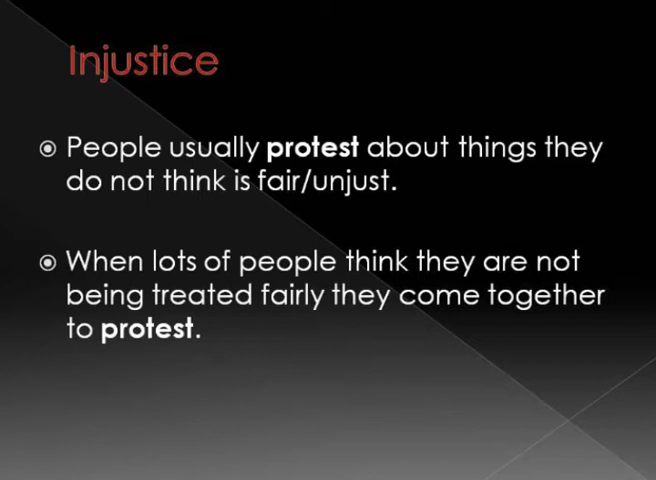 Injustice
People usually protest about things they
do not think is fair/unjust.
When lots of people think they are not
being treated fairly they come together
to protest.